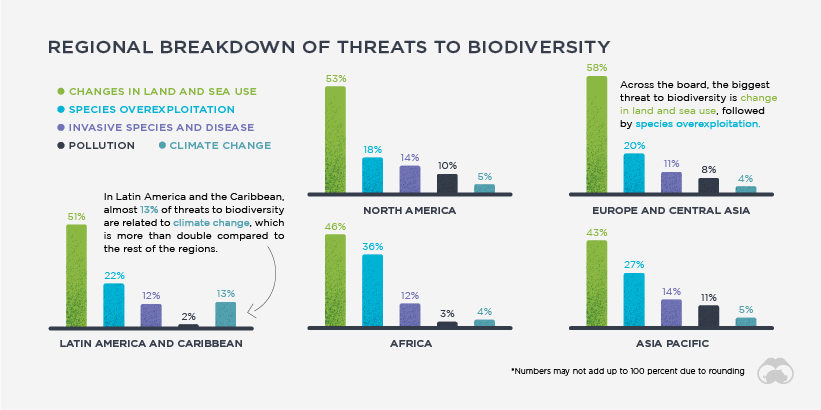 REGIONAL BREAKDOWN OF THREATS TO BIODIVERSITY
CHANGES IN LAND AND SEA USE
SPECIES OVEREXPLOITATION
INVASIVE SPECIES AND DISEASE
POLLUTION
CLIMATE CHANGE
53%
18%
14%
10%
5%
NORTH AMERICA
58%
20%
11%
8%
4%
EUROPE AND CENTRAL ASIA
Across the board, the biggest
threat to biodiversity is change
in land and sea use, followed
by species overexploitation.
In Latin America and the Caribbean,
almost 13% of threats to biodiversity
are related to climate change, which
is more than double compared to
the rest of the regions.
51%
22%
12%
2%
13%
LATIN AMERICA AND CARIBBEAN
46%
36%
12%
3%
4%
AFRICA
43%
27%
14%
11%
5%
ASIA PACIFIC
*Numbers may not add up to 100 percent due to rounding